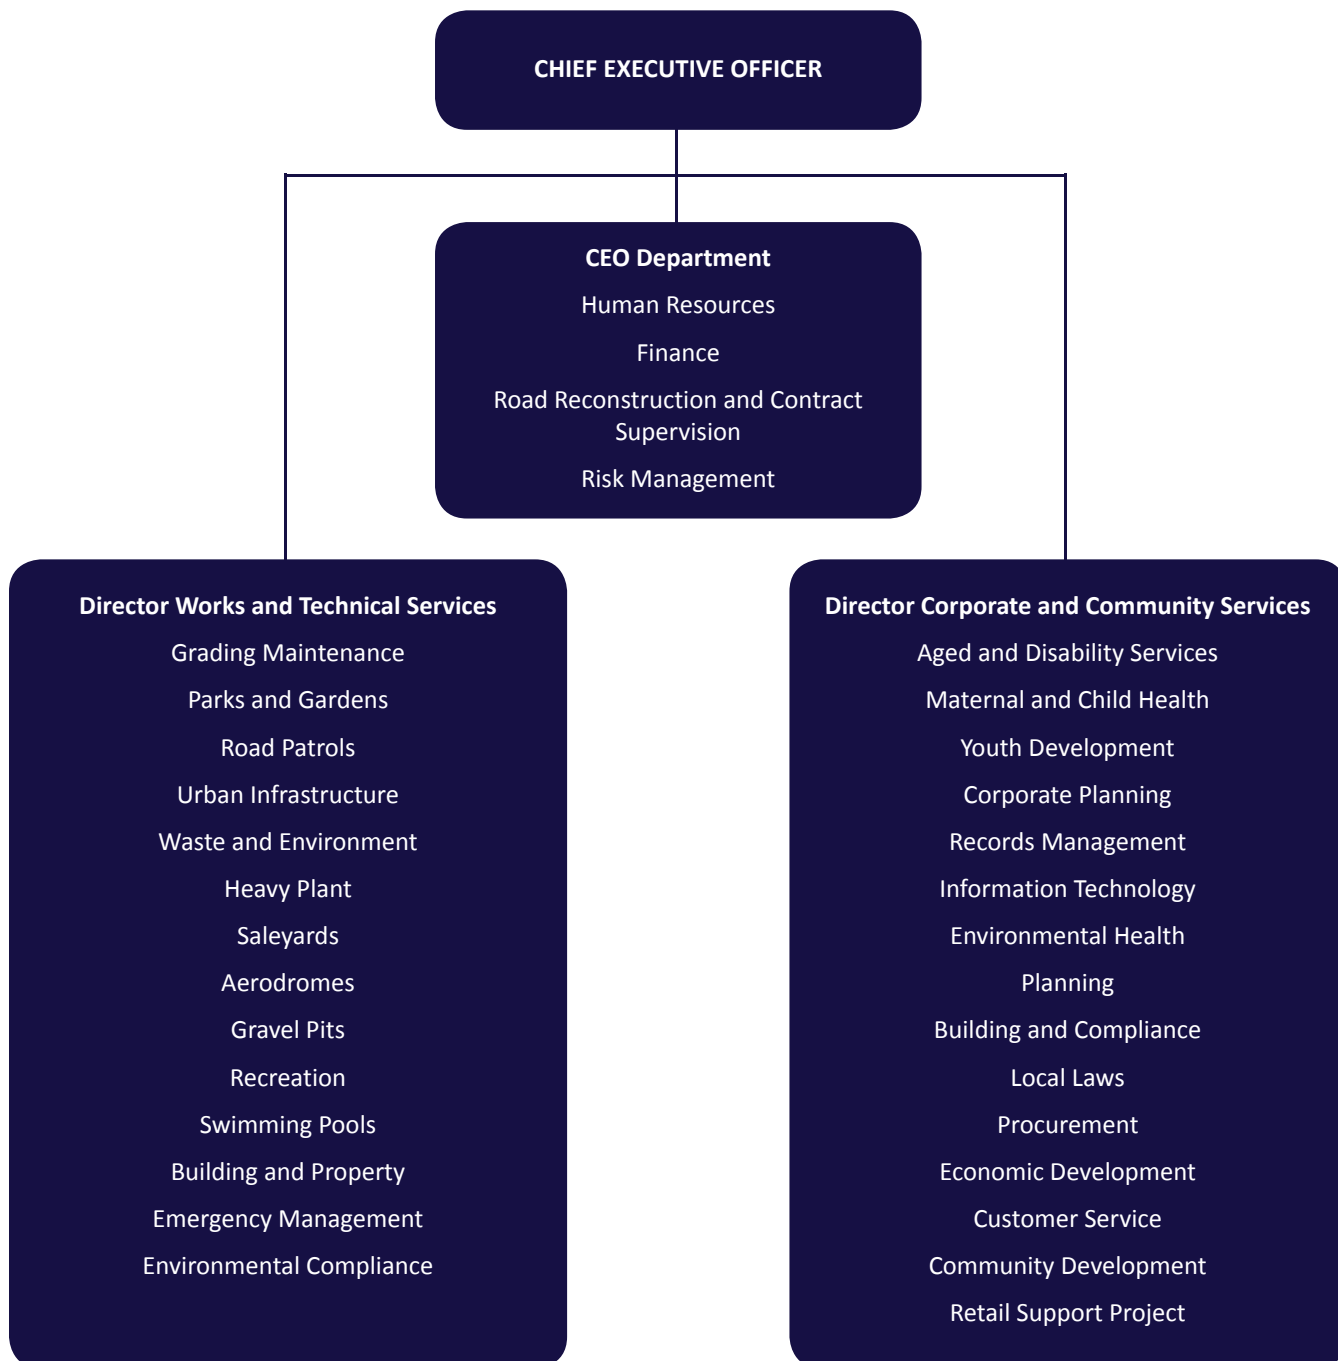 CHIEF EXECUTIVE OFFICER
CEO Department
Human Resources
Finance
Road Reconstruction and Contract
Supervision
Risk Management
Director Works and Technical Services
Grading Maintenance
Parks and Gardens
Road Patrols
Urban Infrastructure
Waste and Environment
Heavy Plant
Saleyards
Aerodromes
Gravel Pits
Recreation
Swimming Pools
Building and Property
Emergency Management
Environmental Compliance
Director Corporate and Community Services
Aged and Disability Services
Maternal and Child Health
Youth Development
Corporate Planning
Records Management
Information Technology
Environmental Health
Planning
Building and Compliance
Local Laws
Procurement
Economic Development
Customer Service
Community Development
Retail Support Project